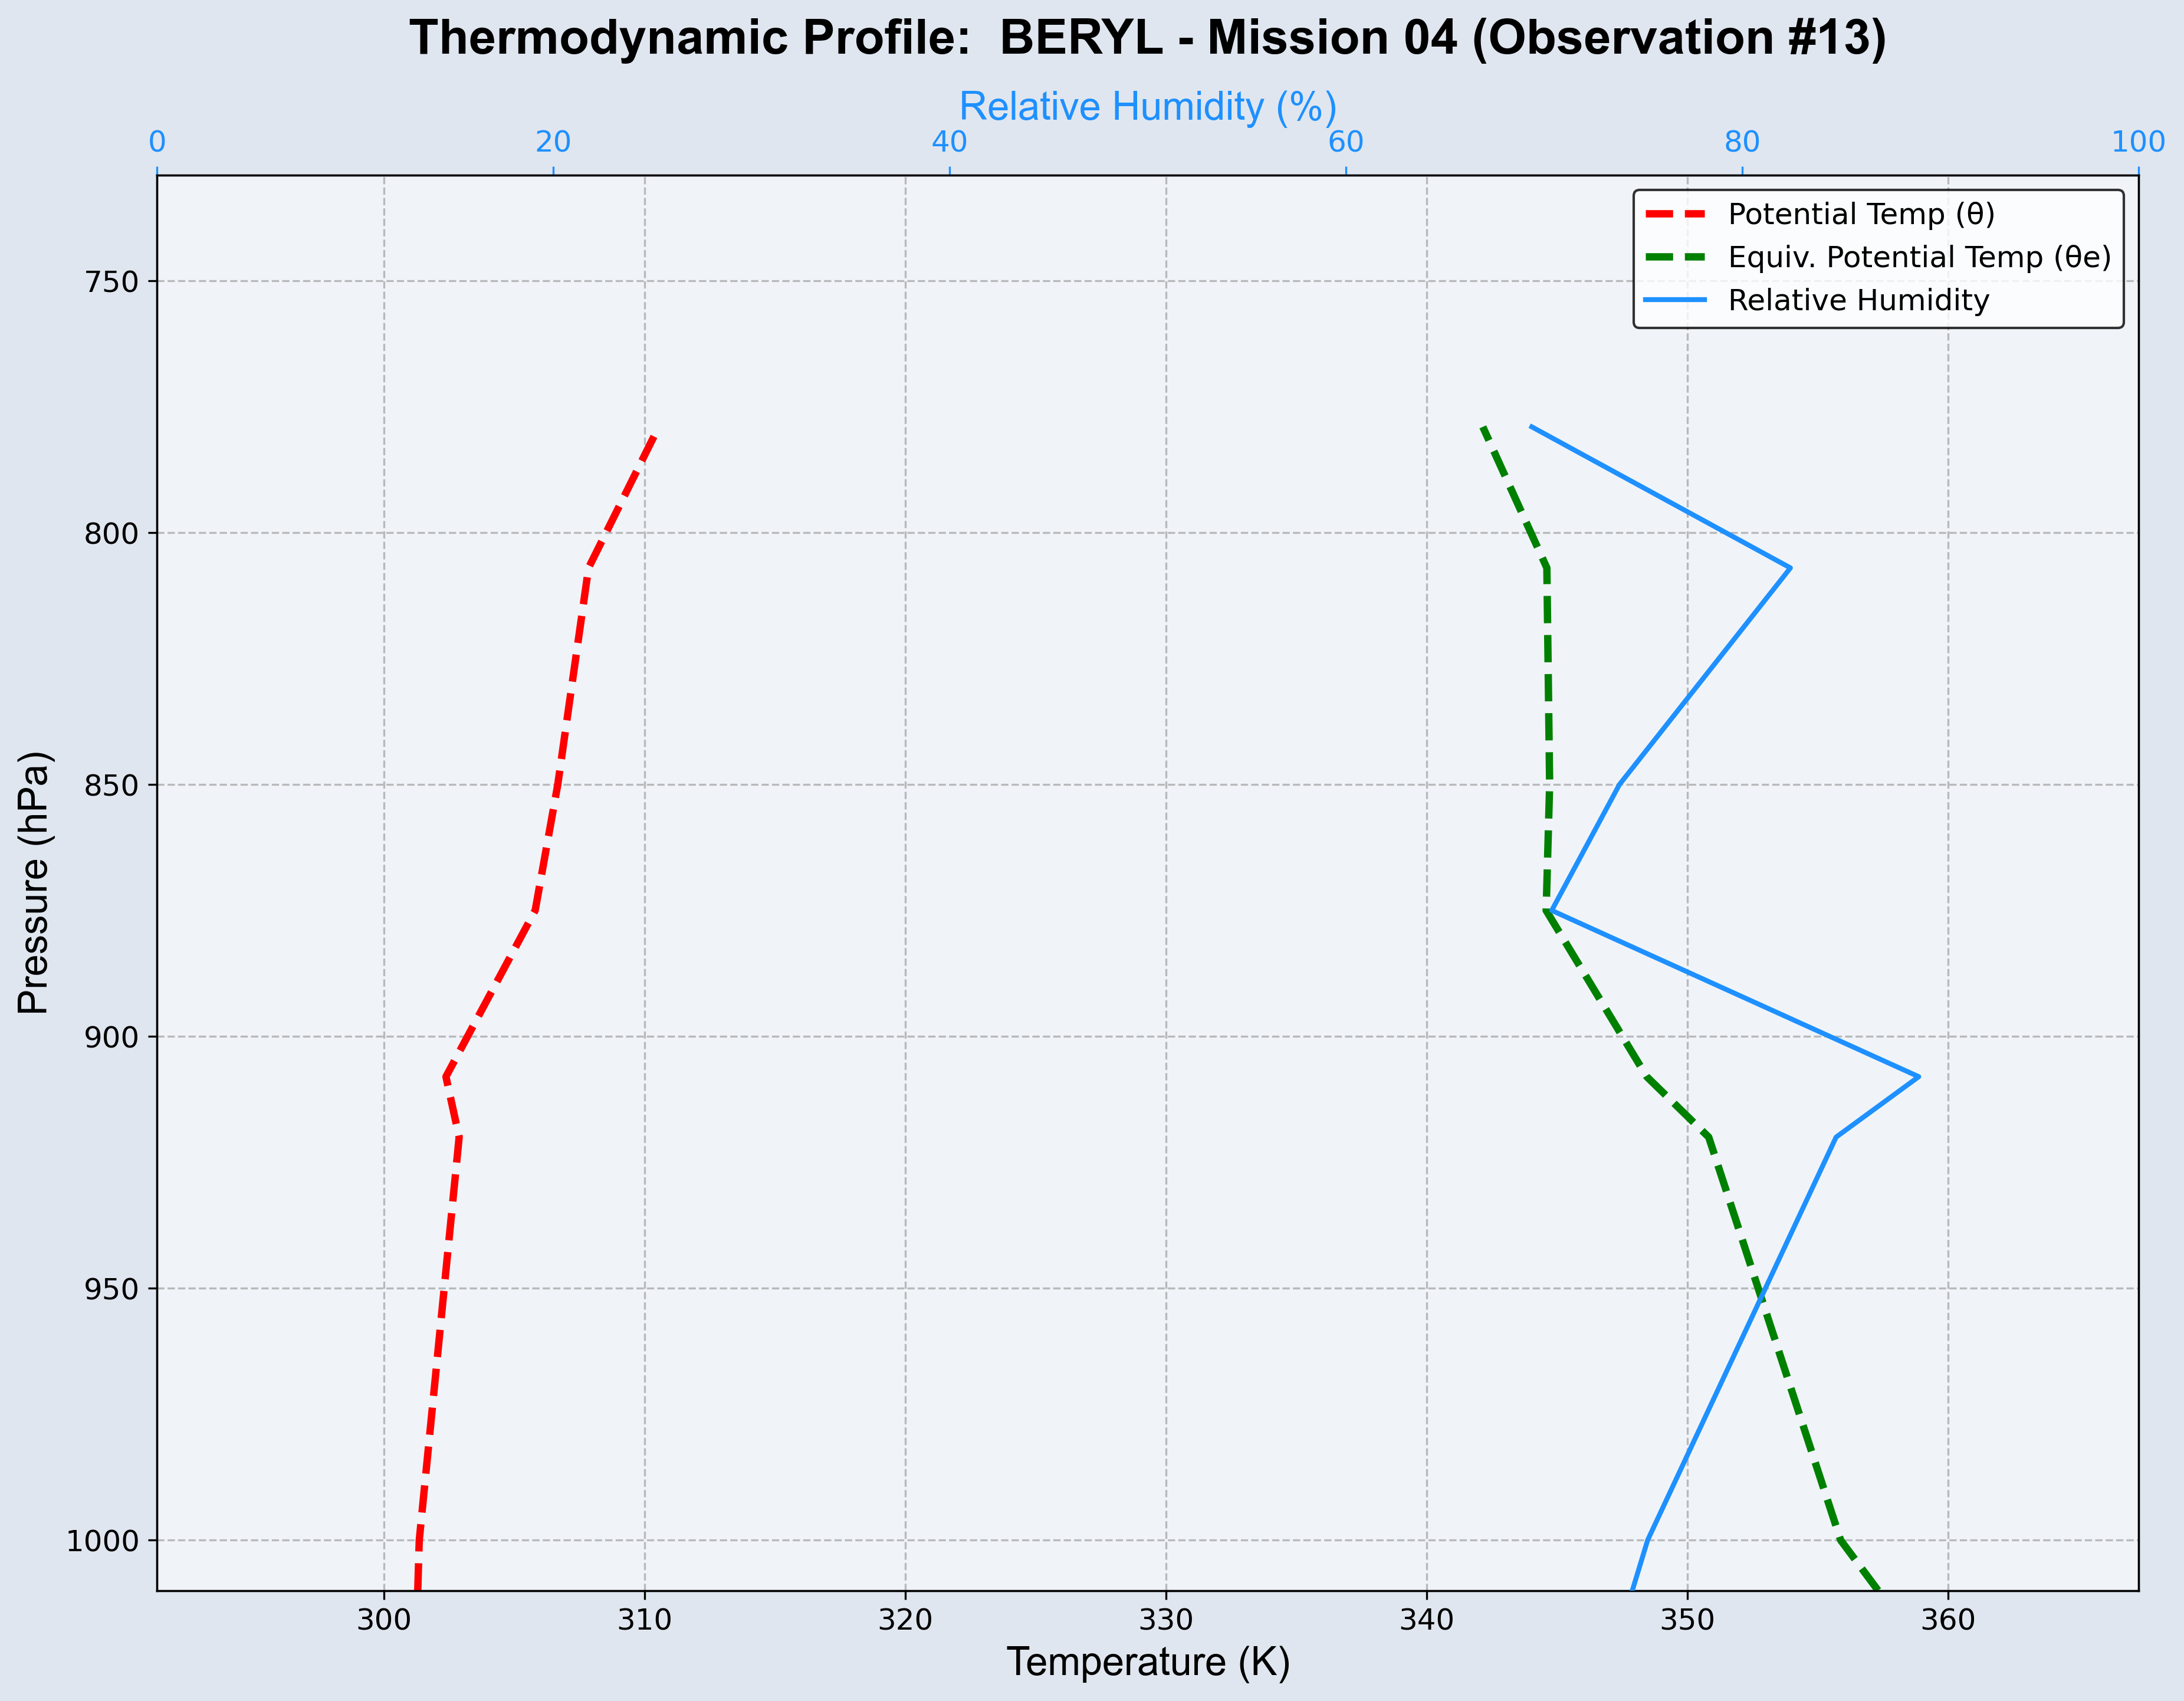 Thermodynamic Profile:  BERYL - Mission 04 (Observation #13)
Relative Humidity (%)
0 20 40 60 80 100
Potential Temp (θ)
Equiv. Potential Temp (θe)
Relative Humidity
750
800
850
900
950
1000
Pressure (hPa)
300 310 320 330 340 350 360
Temperature (K)